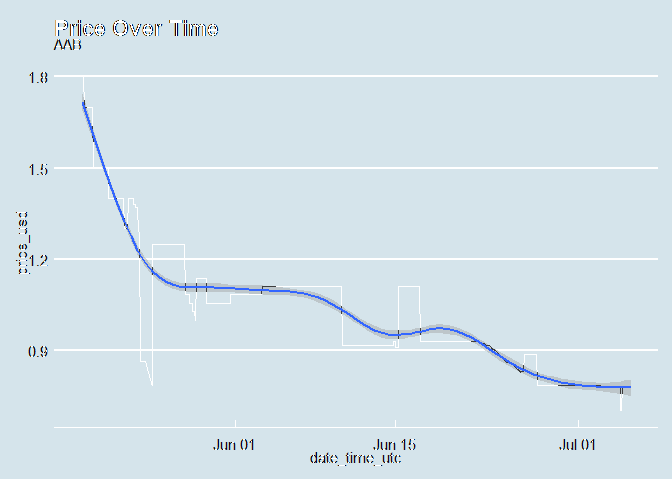 Price Over Time
AAB
1.8
1.5
1.2
0.9
price_usd
Jun 01 Jun 15 Jul 01
date_time_utc